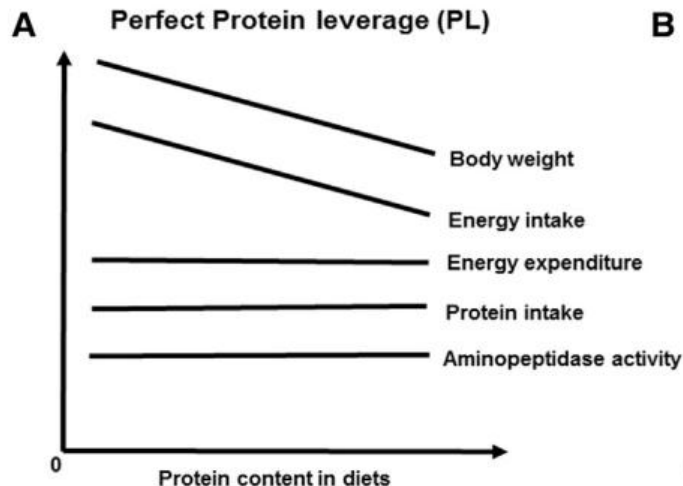 A
Perfect Protein leverage (PL)
B
Body weight
Energy intake
Energy expenditure
Protein intake
Aminopeptidase activity
0
Protein content in diets